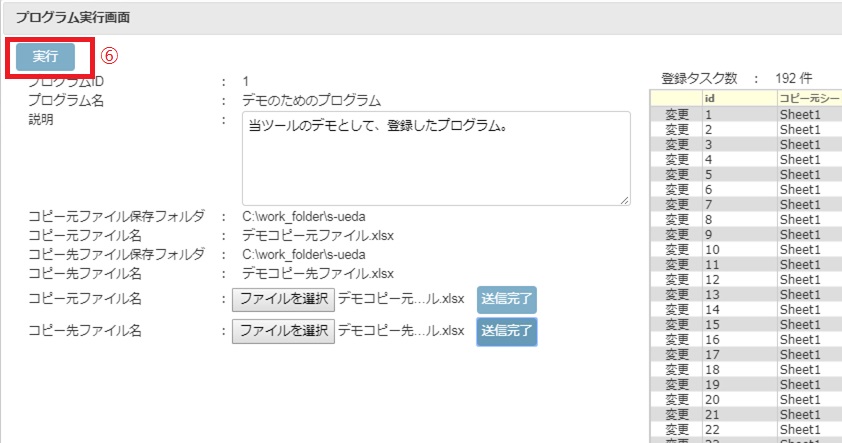 プログラム実行画面
実行 ⑥
プログラムID : 1
プログラム名 : デモのためのプログラム
説明 : 当ツールのデモとして、登録したプログラム。
コピー元ファイル保存フォルダ : C:\work_folder\s-ueda
コピー元ファイル名 : デモコピー元ファイル.xlsx
コピー先ファイル保存フォルダ : C:\work_folder\s-ueda
コピー先ファイル名 : デモコピー先ファイル.xlsx
コピー元ファイル名 : ファイルを選択 デモコピー元...ル.xlsx 送信完了
コピー先ファイル名 : ファイルを選択 デモコピー先...ル.xlsx 送信完了
登録タスク数 : 192 件
id コピー元シー
変更 1 Sheet1
変更 2 Sheet1
変更 3 Sheet1
変更 4 Sheet1
変更 5 Sheet1
変更 6 Sheet1
変更 7 Sheet1
変更 8 Sheet1
変更 9 Sheet1
変更 10 Sheet1
変更 11 Sheet1
変更 12 Sheet1
変更 13 Sheet1
変更 14 Sheet1
変更 15 Sheet1
変更 16 Sheet1
変更 17 Sheet1
変更 18 Sheet1
変更 19 Sheet1
変更 20 Sheet1
変更 21 Sheet1
変更 22 Sheet1